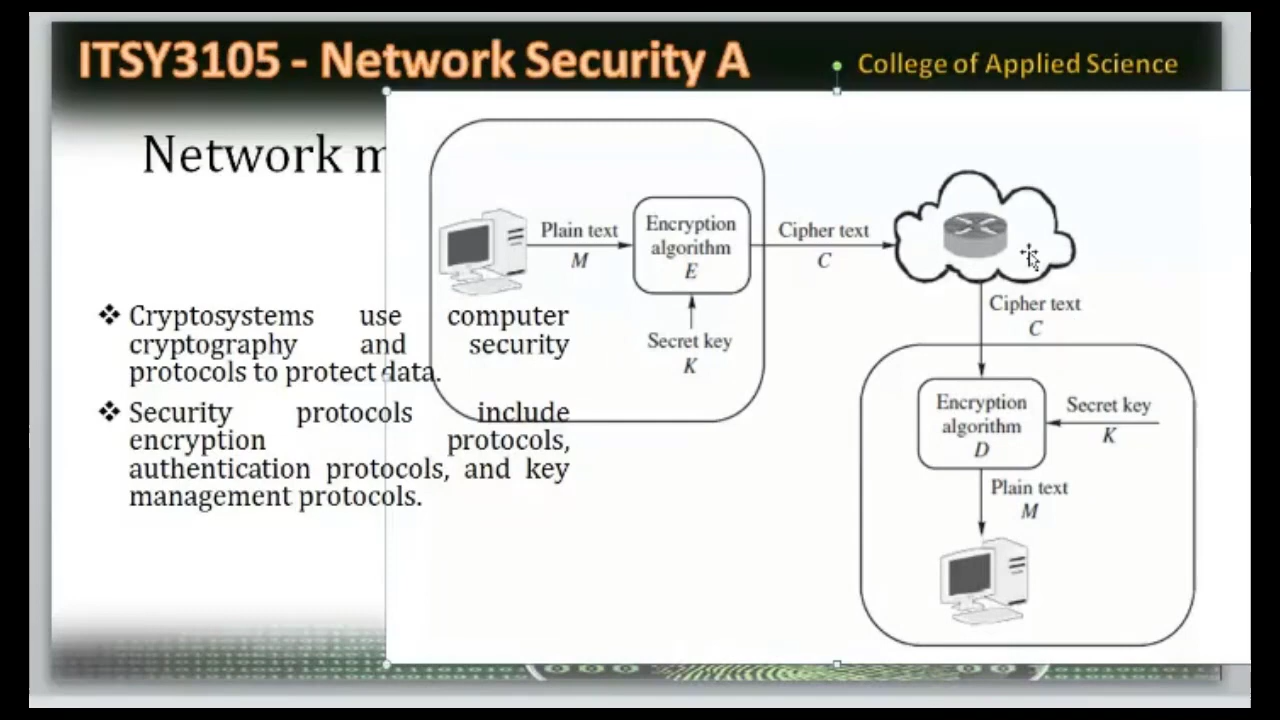 ITSY3105 - Network Security A
College of Applied Science
Network m
❖ Cryptosystems use computer
cryptography and security
protocols to protect data.
❖ Security protocols include
encryption protocols,
authentication protocols, and key
management protocols.
Plain text
M
Encryption
algorithm
E
Secret key
K
Cipher text
C
Cipher text
C
Encryption
algorithm
D
Secret key
K
Plain text
M